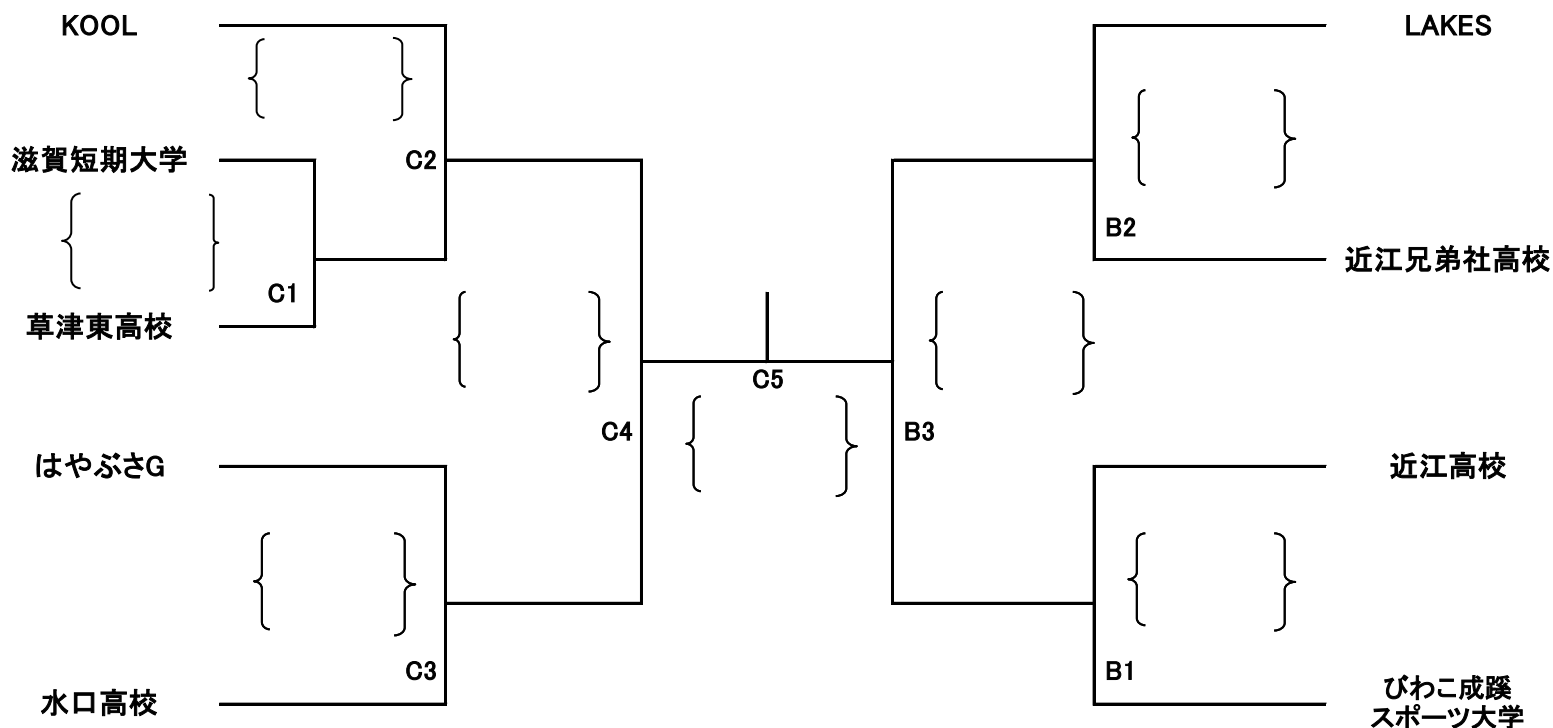 KOOL
LAKES
滋賀短期大学
C2
B2
近江兄弟社高校
C1
草津東高校
C5
C4
B3
はやぶさG
近江高校
C3
B1
水口高校
びわこ成蹊
スポーツ大学